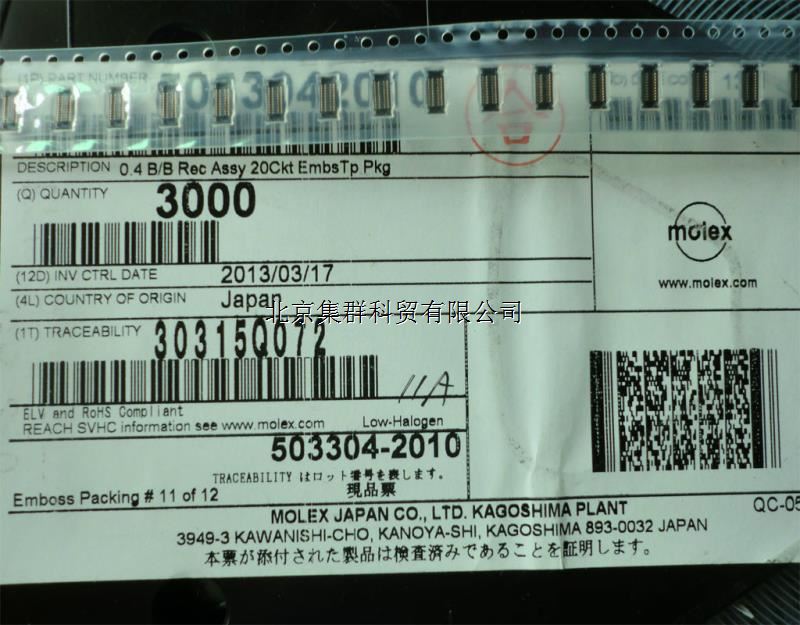 (1P) PART NUMBER
5033042010
合
DESCRIPTION 0.4 B/B Rec Assy 20Ckt EmbsTp Pkg
(Q) QUANTITY 3000
molex
www.molex.com
(12D) INV CTRL DATE 2013/03/17
(4L) COUNTRY OF ORIGIN Japan
北京集群科贸有限公司
(1T) TRACEABILITY 30315Q072
11A
ELV and RoHS Compliant
REACH SVHC information see www.molex.com Low-Halogen
503304-2010
TRACEABILITY はロット番号を表します。
現品票
Emboss Packing # 11 of 12
QC-05
MOLEX JAPAN CO., LTD. KAGOSHIMA PLANT
3949-3 KAWANISHI-CHO, KANOYA-SHI, KAGOSHIMA 893-0032 JAPAN
本票が添付された製品は検査済みであることを証明します。